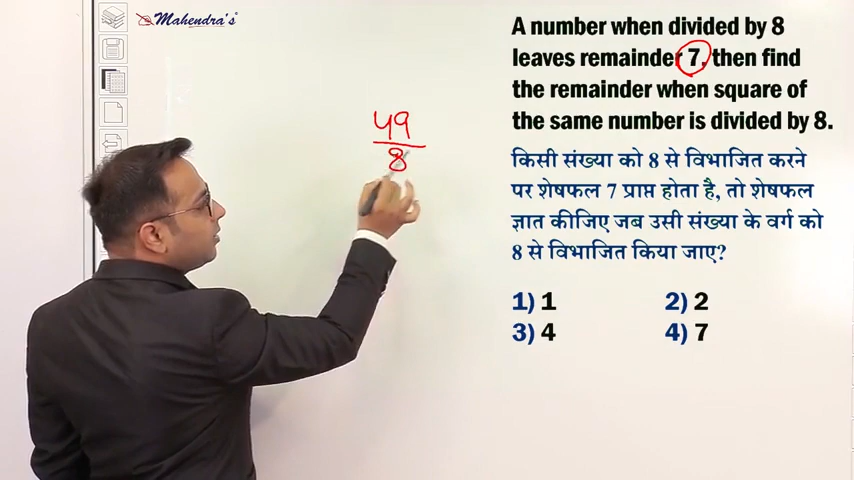 Mahendra's
A number when divided by 8
leaves remainder 7, then find
the remainder when square of
the same number is divided by 8.
किसी संख्या को 8 से विभाजित करने
पर शेषफल 7 प्राप्त होता है, तो शेषफल
ज्ञात कीजिए जब उसी संख्या के वर्ग को
8 से विभाजित किया जाए?
1) 1 2) 2
3) 4 4) 7
49
8